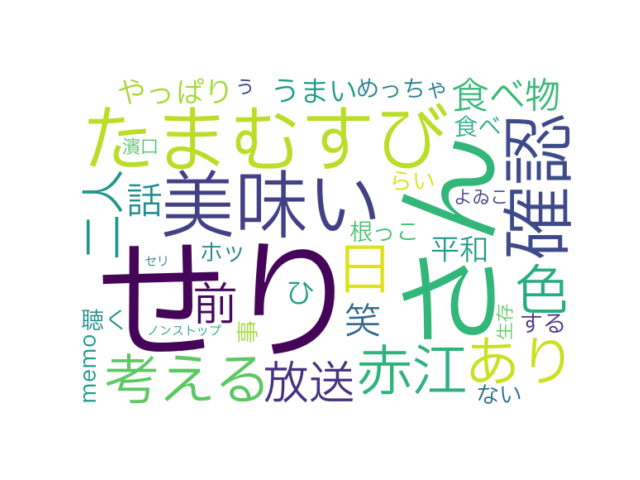 やっぱり
う
うまい
めっちゃ
食べ物
たまむすび
濱口
食べ
確認
二人
話
美味い
らい
さん
よゐこ
根っこ
平和
ホッ
セリ
せり
前
日
ひ
色
聴く
ノンストップ
事
笑
生存
する
memo
考える
放送
赤江
あり
ない